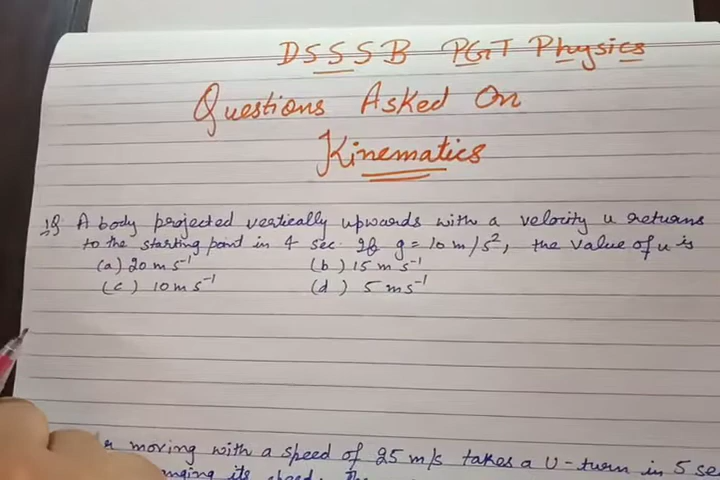 DSSSB PGT Physics
Questions Asked On
Kinematics
A body projected vertically upwards with a velocity u returns
to the starting point in 4 sec. If g = 10 m/s², the value of u is
(a) 20 m s⁻¹ (b) 15 m s⁻¹
(c) 10 m s⁻¹ (d) 5 m s⁻¹
moving with a speed of 25 m/s takes a U-turn in 5
its